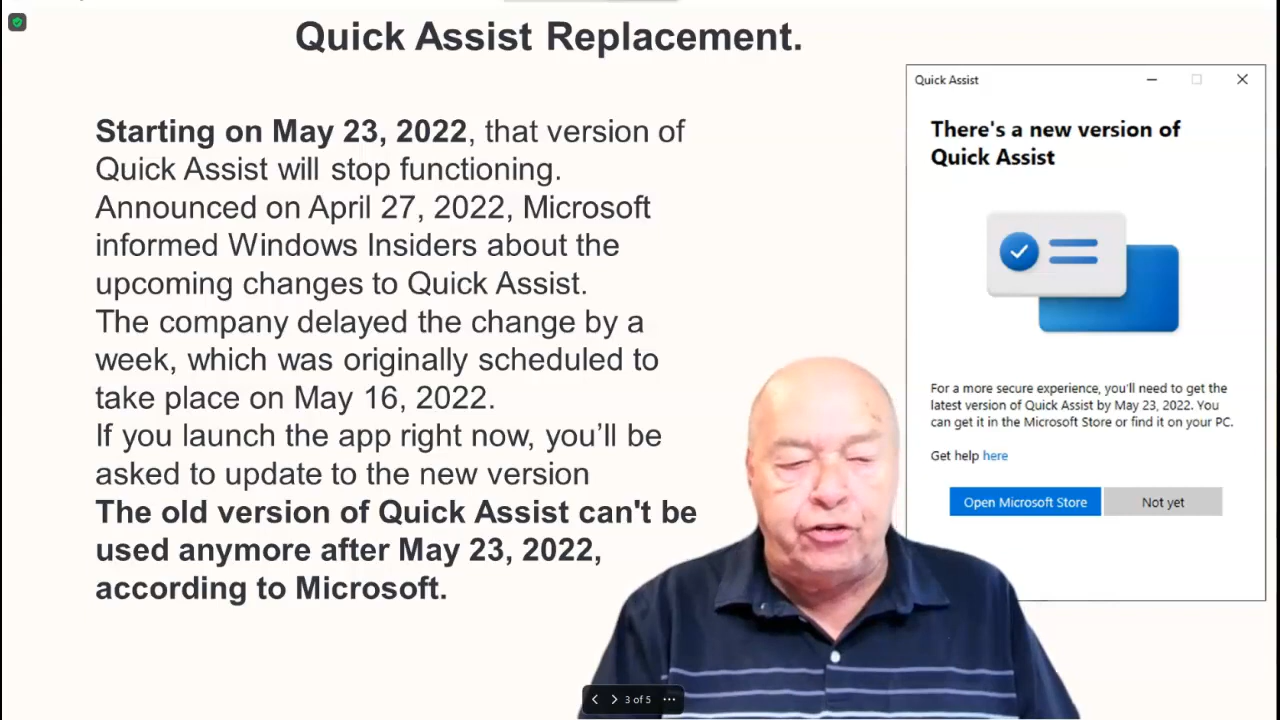 Quick Assist Replacement.
Starting on May 23, 2022, that version of
Quick Assist will stop functioning.
Announced on April 27, 2022, Microsoft
informed Windows Insiders about the
upcoming changes to Quick Assist.
The company delayed the change by a
week, which was originally scheduled to
take place on May 16, 2022.
If you launch the app right now, you’ll be
asked to update to the new version
The old version of Quick Assist can't be
used anymore after May 23, 2022,
according to Microsoft.
Quick Assist
There's a new version of
Quick Assist
For a more secure experience, you'll need to get the
latest version of Quick Assist by May 23, 2022. You
can get it in the Microsoft Store or find it on your PC.
Get help here
Open Microsoft Store
Not yet
3 of 5